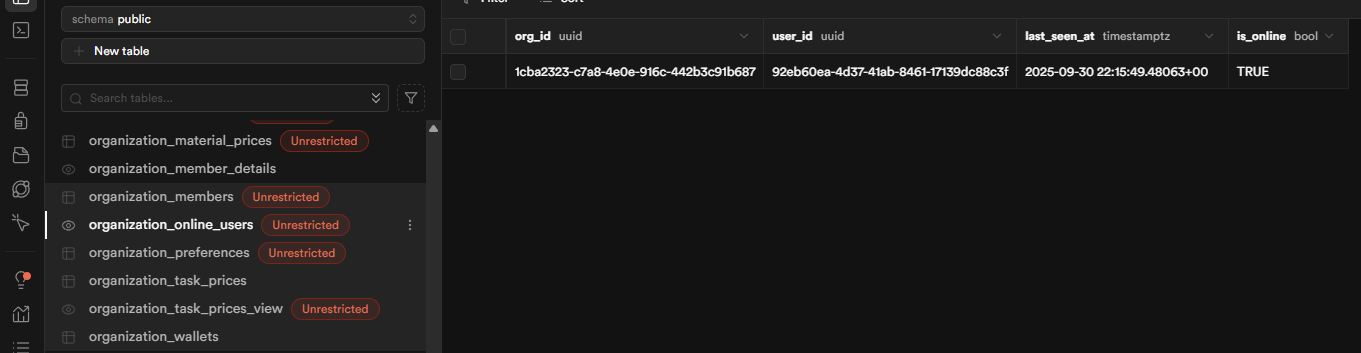 schema public
New table
Search tables...
organization_material_prices Unrestricted
organization_member_details
organization_members Unrestricted
organization_online_users Unrestricted
organization_preferences Unrestricted
organization_task_prices
organization_task_prices_view Unrestricted
organization_wallets
Filter Sort
org_id uuid user_id uuid last_seen_at timestamptz is_online bool
1cba2323-c7a8-4e0e-916c-442b3c91b687 92eb60ea-4d37-41ab-8461-17139dc88c3f 2025-09-30 22:15:49.48063+00 TRUE